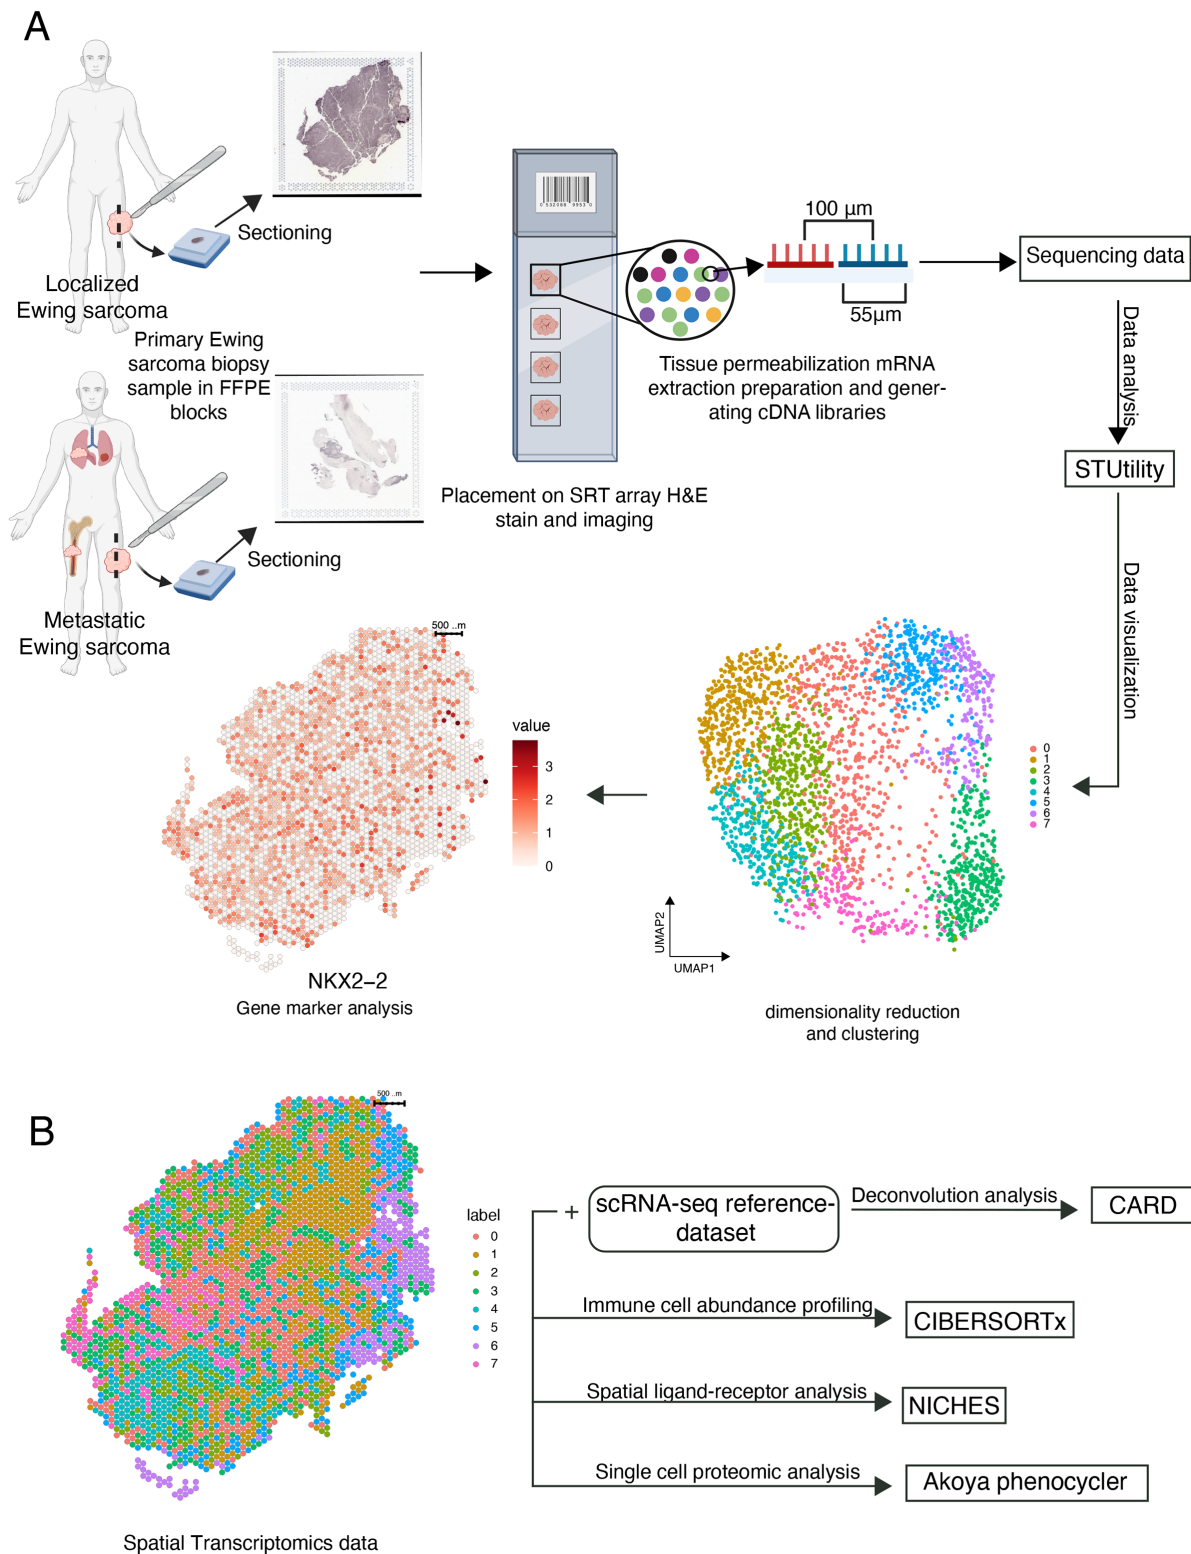 A
Sectioning
Localized
Ewing sarcoma
Primary Ewing
sarcoma biopsy
sample in FFPE
blocks
Sectioning
Metastatic
Ewing sarcoma
Placement on SRT array H&E
stain and imaging
100 µm
55µm
Tissue permeabilization mRNA
extraction preparation and gener-
ating cDNA libraries
Sequencing data
Data analysis
STUtility
Data visualization
500 ..m
value
3
2
1
0
NKX2−2
Gene marker analysis
0
1
2
3
4
5
6
7
UMAP2
UMAP1
dimensionality reduction
and clustering
B
500 ..m
label
0
1
2
3
4
5
6
7
Spatial Transcriptomics data
+
scRNA-seq reference-
dataset
Deconvolution analysis
CARD
Immune cell abundance profiling
CIBERSORTx
Spatial ligand-receptor analysis
NICHES
Single cell proteomic analysis
Akoya phenocycler